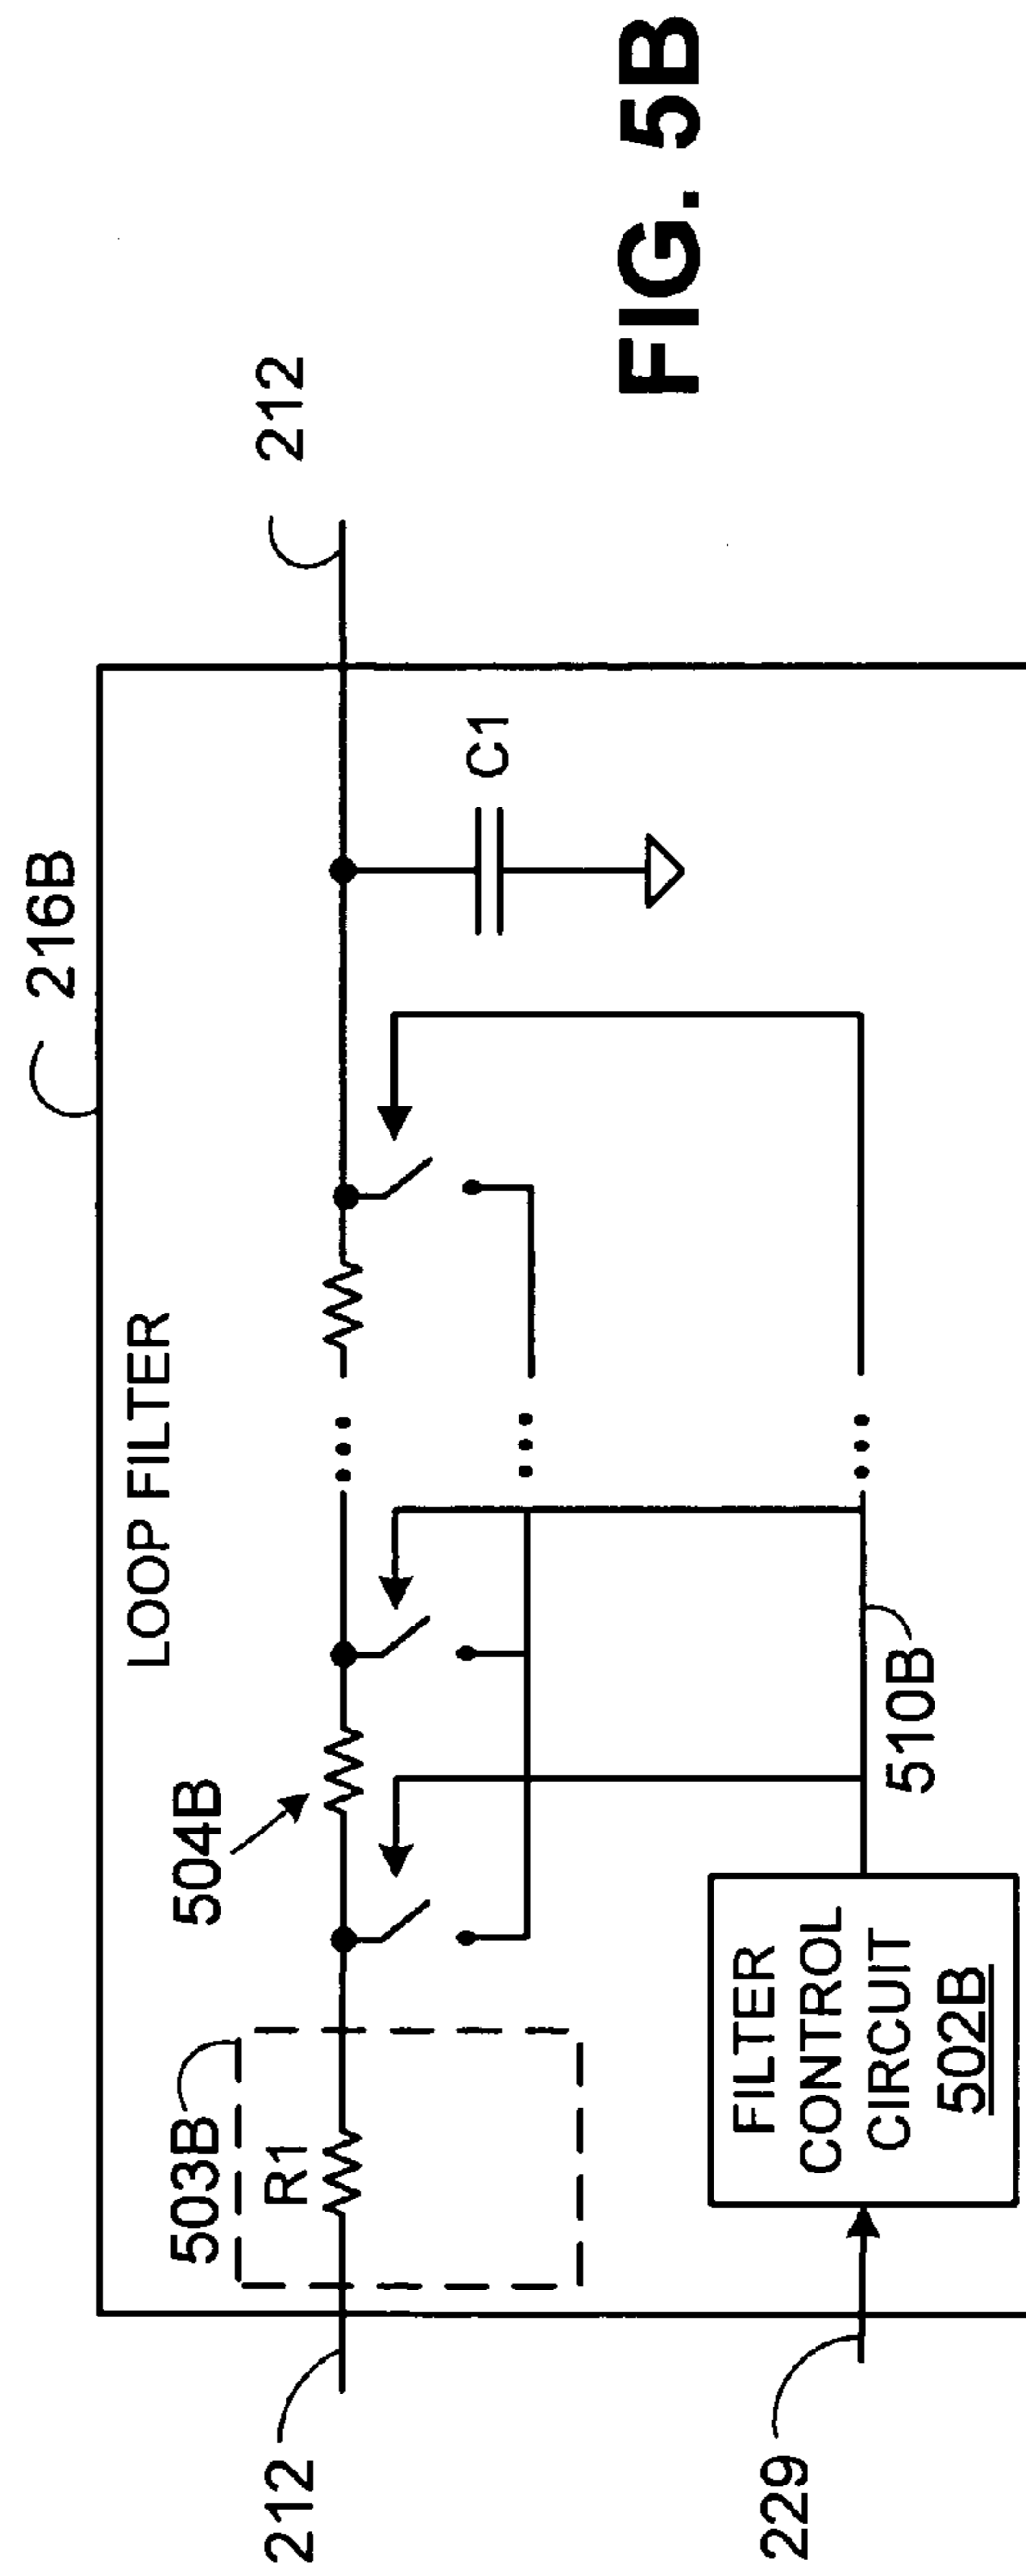 216B
LOOP FILTER
212
503B
R1
504B
C1
212
FILTER
CONTROL
CIRCUIT
502B
510B
229
FIG. 5B